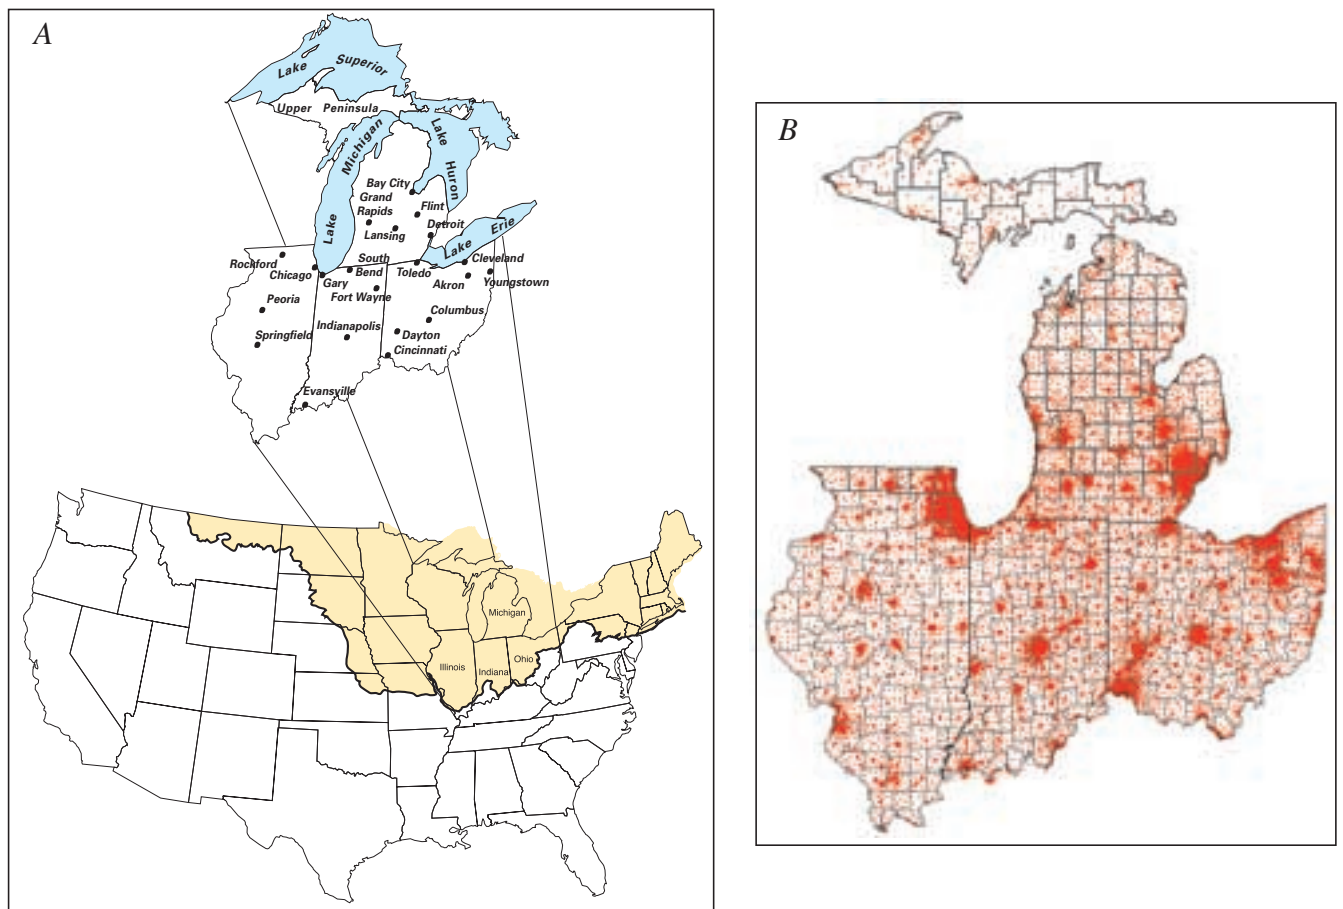 A
Lake Superior
Upper Peninsula
Lake Michigan
Lake Huron
Bay City
Grand
Rapids
Flint
Lansing
Detroit
Lake Erie
Rockford
Chicago
South
Bend
Gary
Toledo
Cleveland
Akron
Youngstown
Fort Wayne
Peoria
Columbus
Springfield
Indianapolis
Dayton
Cincinnati
Evansville
Michigan
Illinois
Indiana
Ohio
B